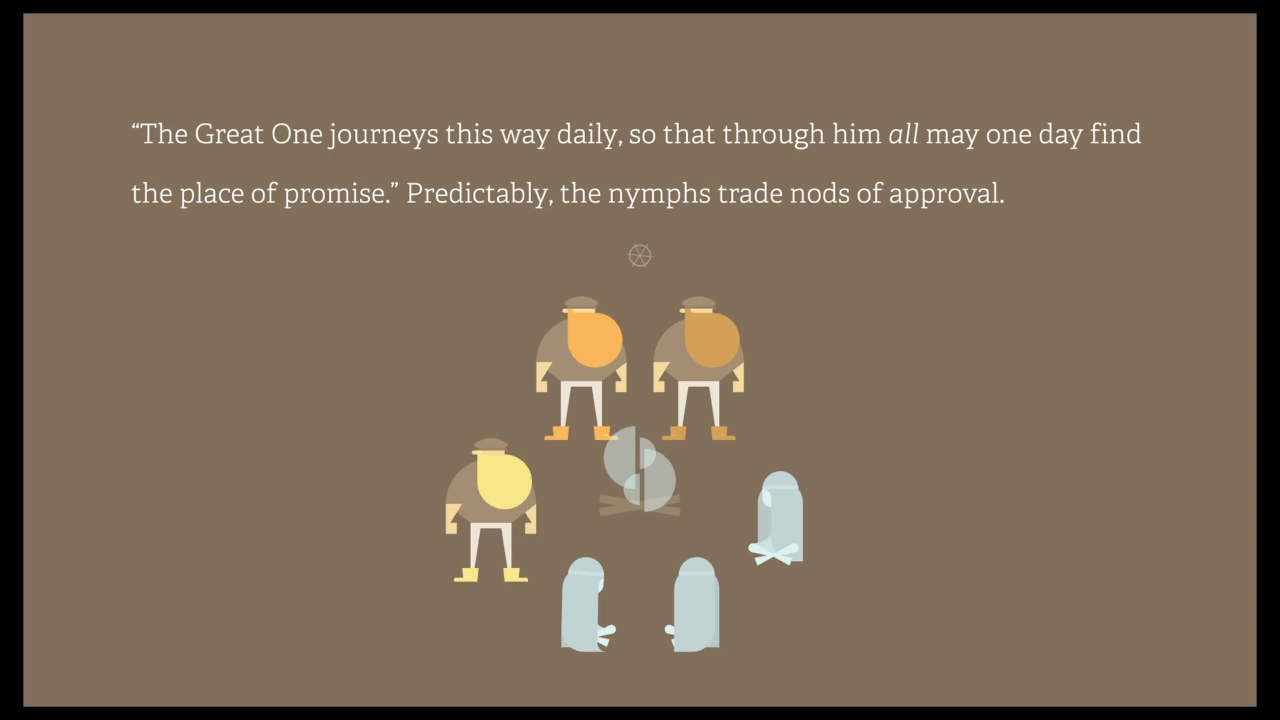 “The Great One journeys this way daily, so that through him all may one day find
the place of promise.” Predictably, the nymphs trade nods of approval.